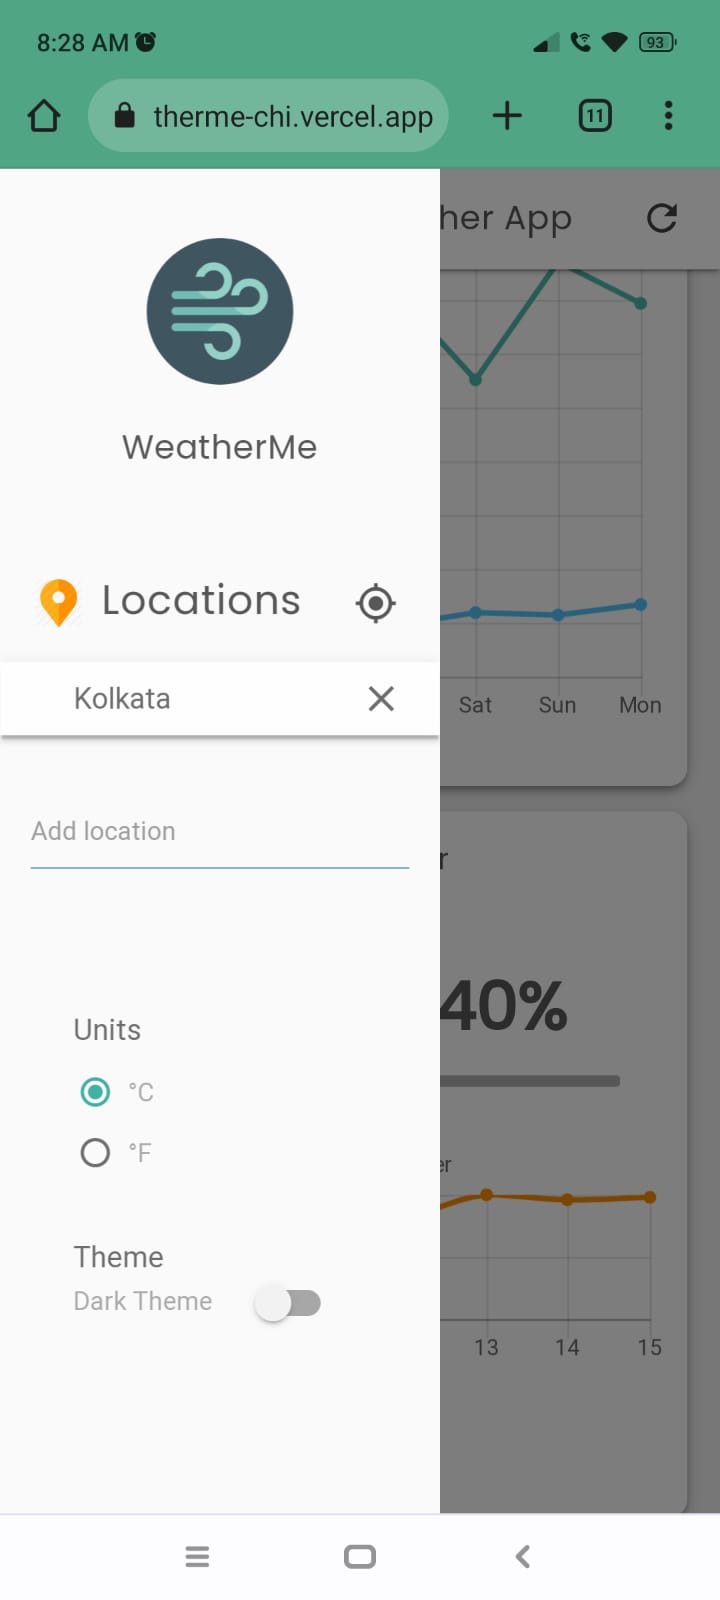 8:28 AM
93
therme-chi.vercel.app
11
her App
WeatherMe
Locations
Kolkata
Sat Sun Mon
Add location
r
40%
Units
°C
°F
er
Theme
Dark Theme
13 14 15